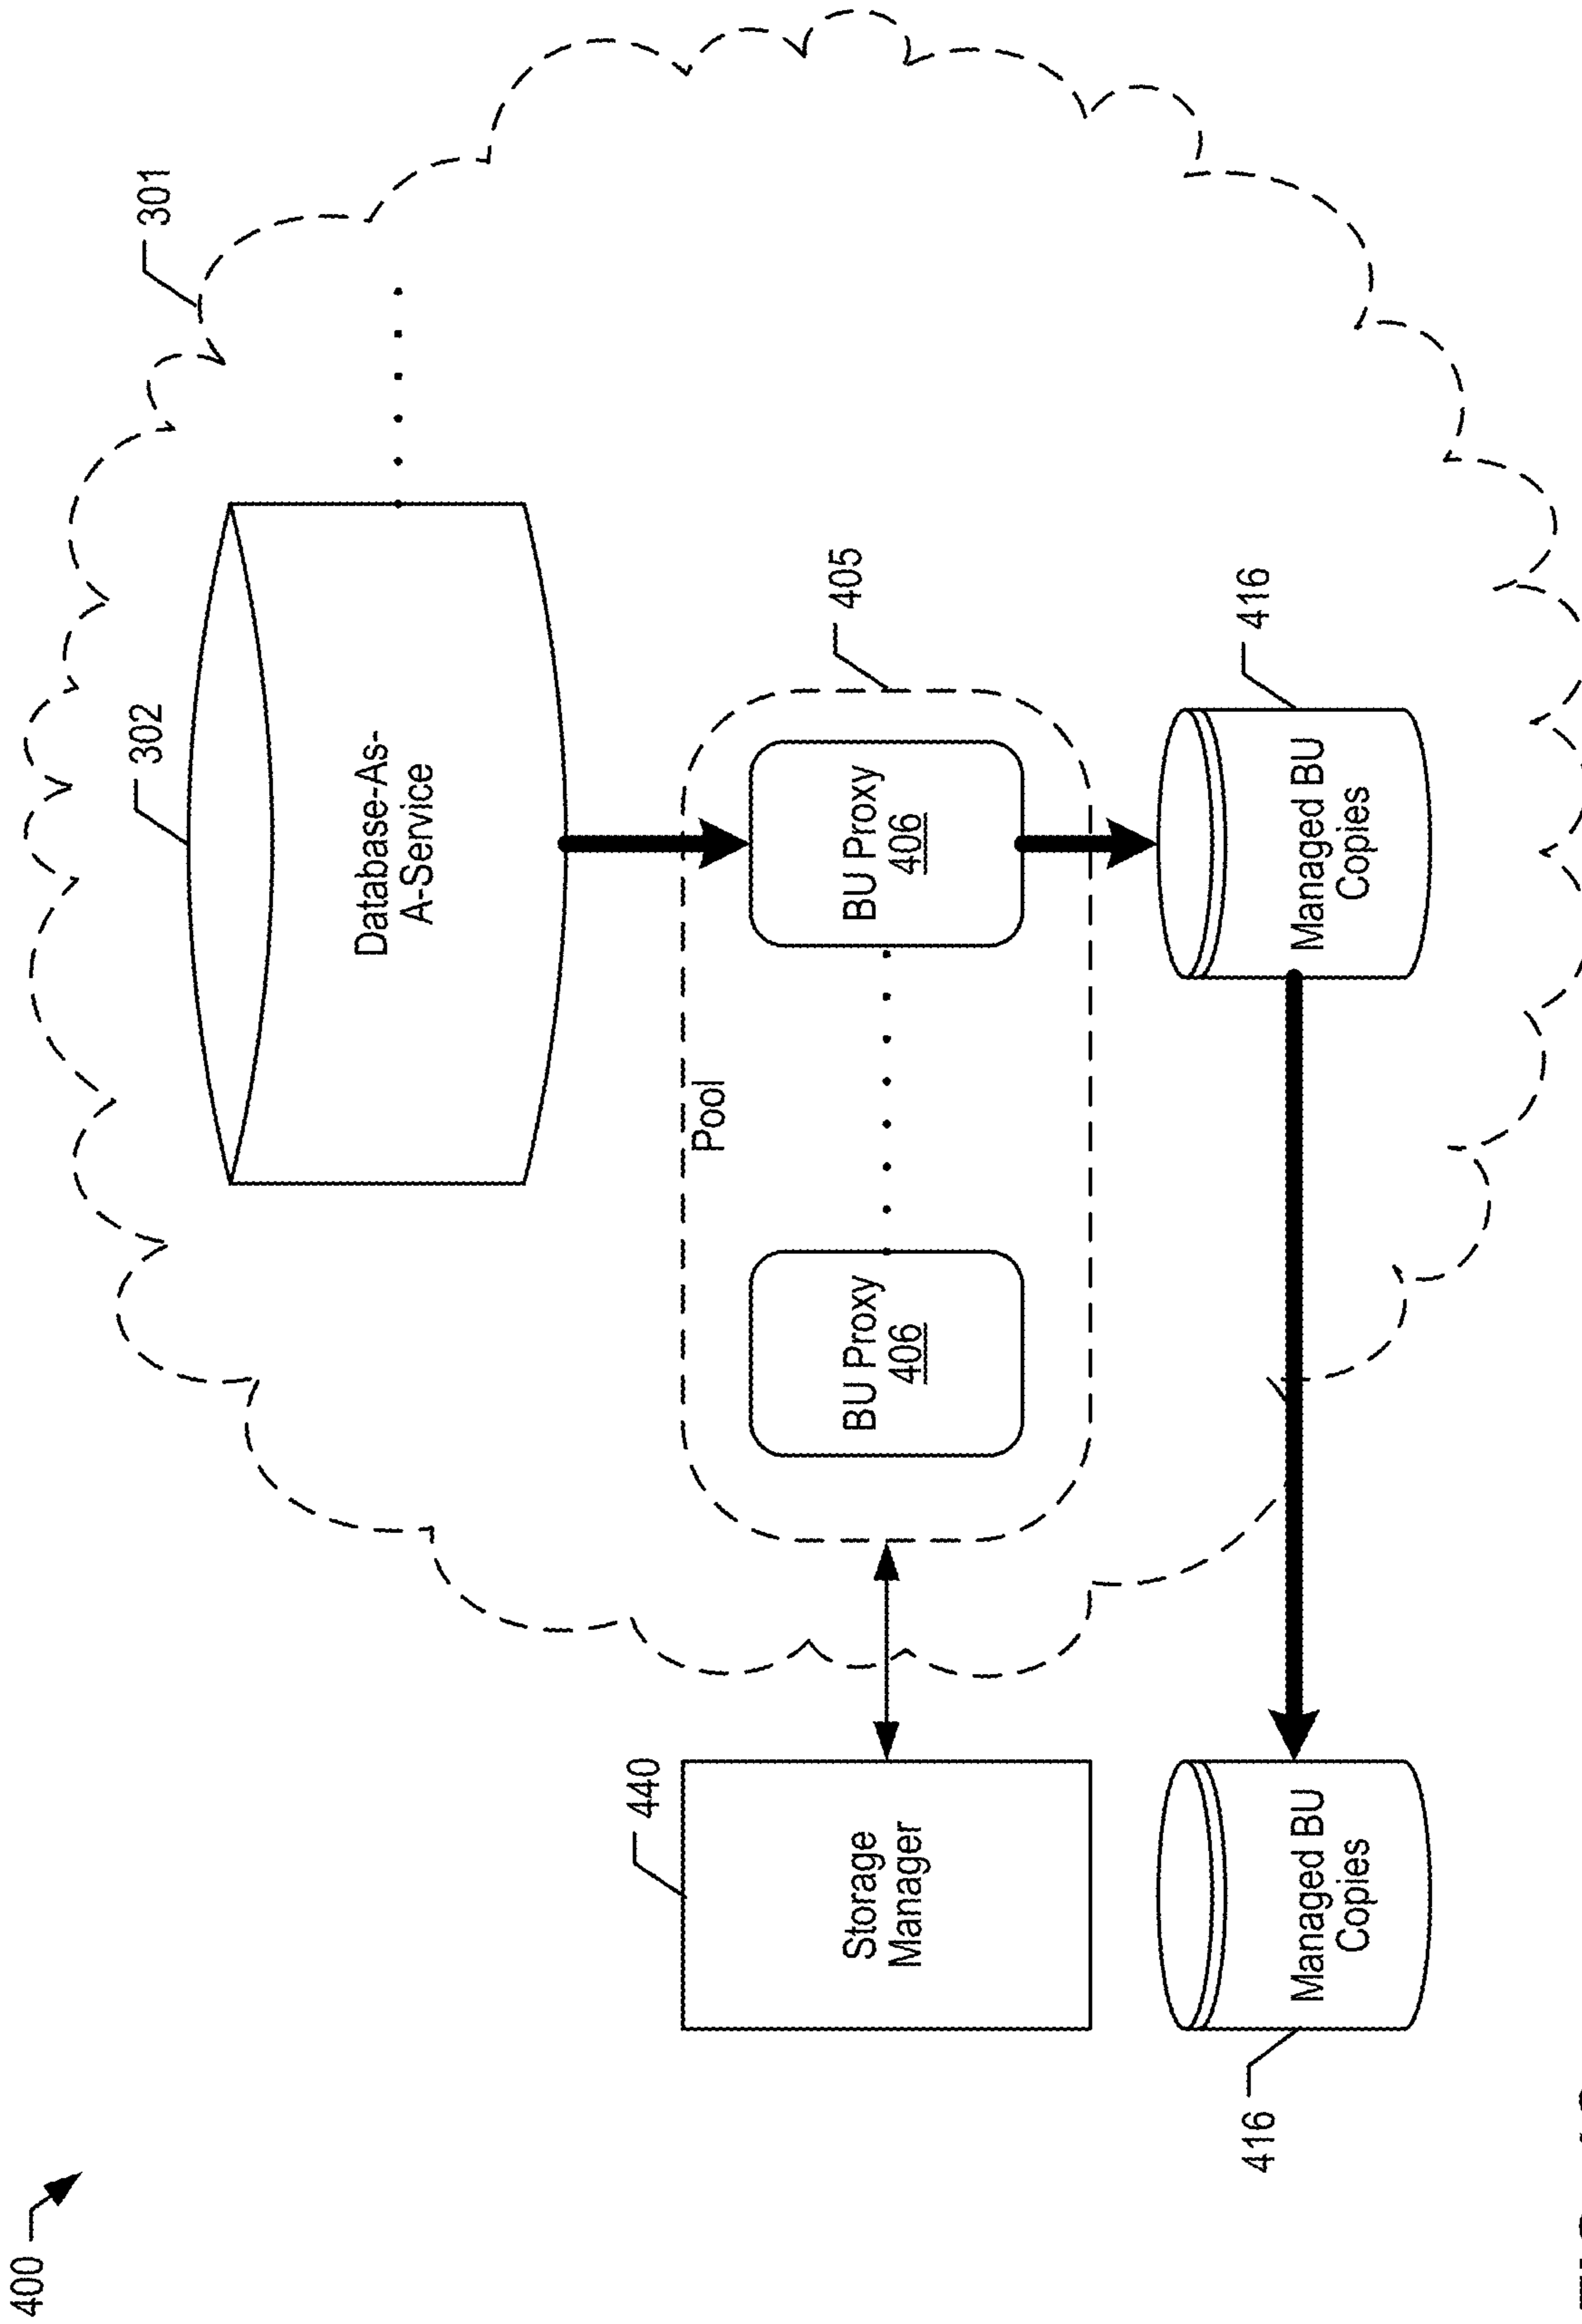 400
301
302
Database-As-
A-Service
405
Pool
BU Proxy
406
BU Proxy
406
440
Storage
Manager
416
Managed BU
Copies
416
Managed BU
Copies